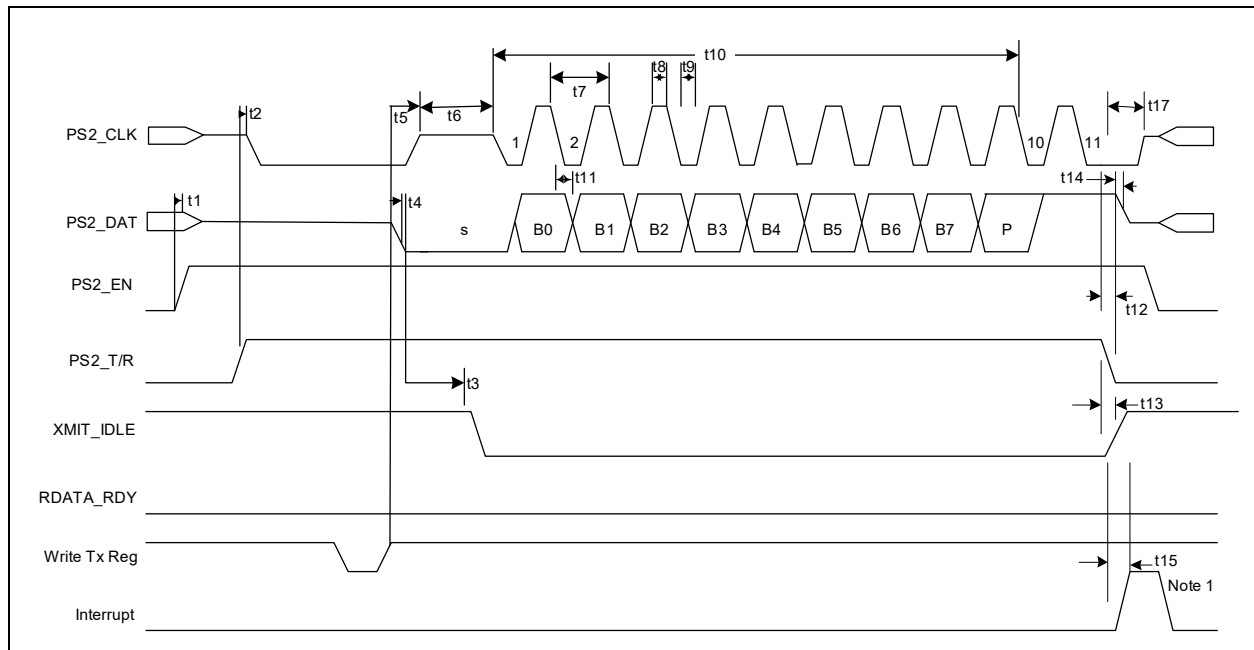 t10
t8 t9
t7
t2 t5 t6 t17
PS2_CLK 1 2 10 11
t11 t14
t1 t4
PS2_DAT s B0 B1 B2 B3 B4 B5 B6 B7 P
PS2_EN
t12
PS2_T/R
t3
t13
XMIT_IDLE
RDATA_RDY
Write Tx Reg
t15
Note 1
Interrupt